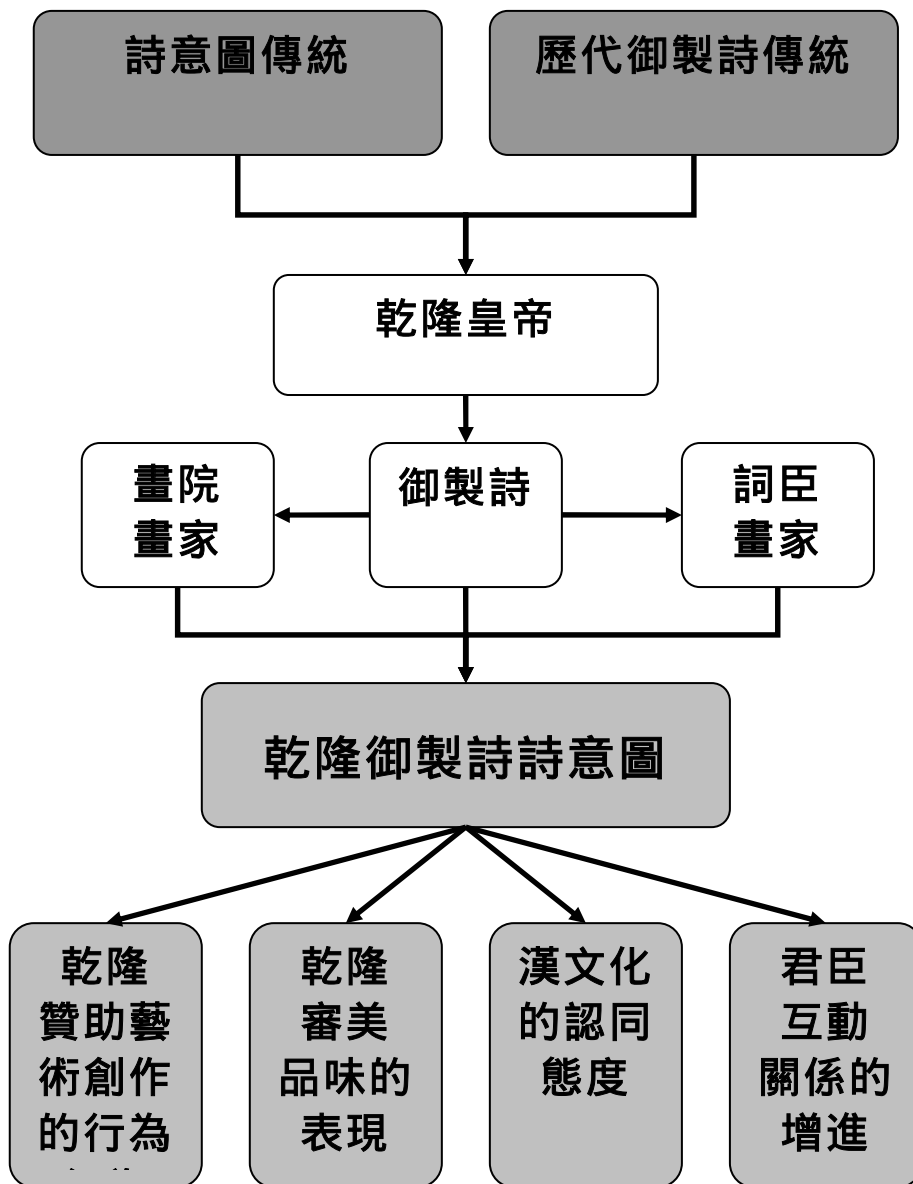 詩意圖傳統
歷代御製詩傳統
乾隆皇帝
畫院
畫家
御製詩
詞臣
畫家
乾隆御製詩詩意圖
乾隆
贊助藝
術創作
的行為
乾隆
審美
品味的
表現
漢文化
的認同
態度
君臣
互動
關係的
增進